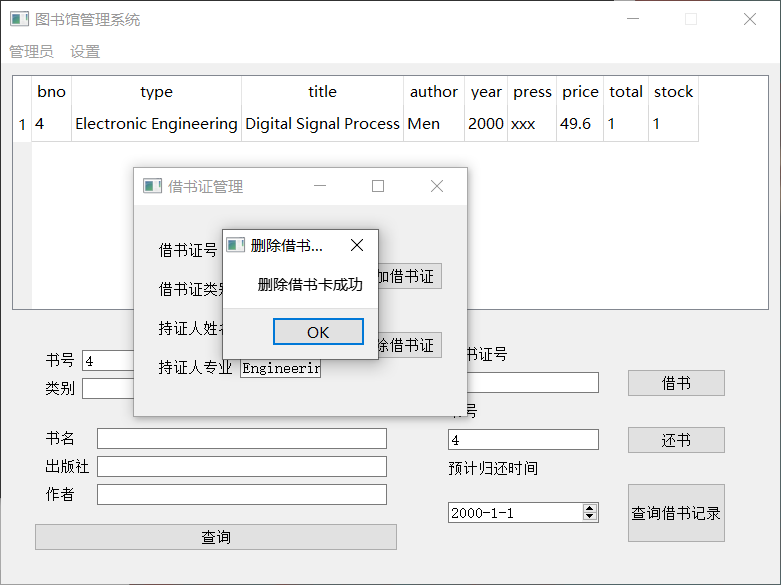 图书馆管理系统
管理员 设置
bno type title author year press price total stock
1 4 Electronic Engineering Digital Signal Process Men 2000 xxx 49.6 1 1
借书证管理
借书证号
删除借书...
借书证类
加借书证
删除借书卡成功
持证人姓
除借书证
OK
持证人专业 Engineerir
书号 4
书证号
类别
借书
号
书名
4
还书
出版社
预计归还时间
作者
2000-1-1
查询借书记录
查询